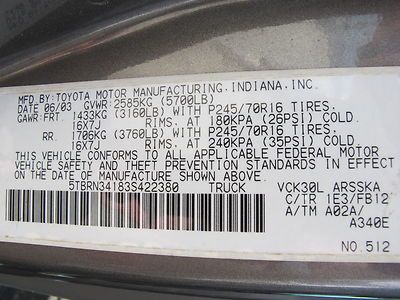 MFD BY: TOYOTA MOTOR MANUFACTURING, INDIANA, INC.
DATE 06/03 GVWR: 2585KG (5700LB)
GAWR: FRT. 1433KG (3160LB) WITH P245/70R16 TIRES.
16X7J RIMS. AT 180KPA (26PSI) COLD
RR. 1706KG (3760LB) WITH P245/70R16 TIRES.
16X7J RIMS. AT 240KPA (35PSI) COLD
THIS VEHICLE CONFORMS TO ALL APPLICABLE FEDERAL MOTOR
VEHICLE SAFETY AND THEFT PREVENTION STANDARDS IN EFFECT
ON THE DATE OF MANUFACTURE SHOWN ABOVE.
5TBRN34183S422380 TRUCK VCK30L ARSSKA
C/TR 1E3/FB12
A/TM A02A/
A340E
NO.512